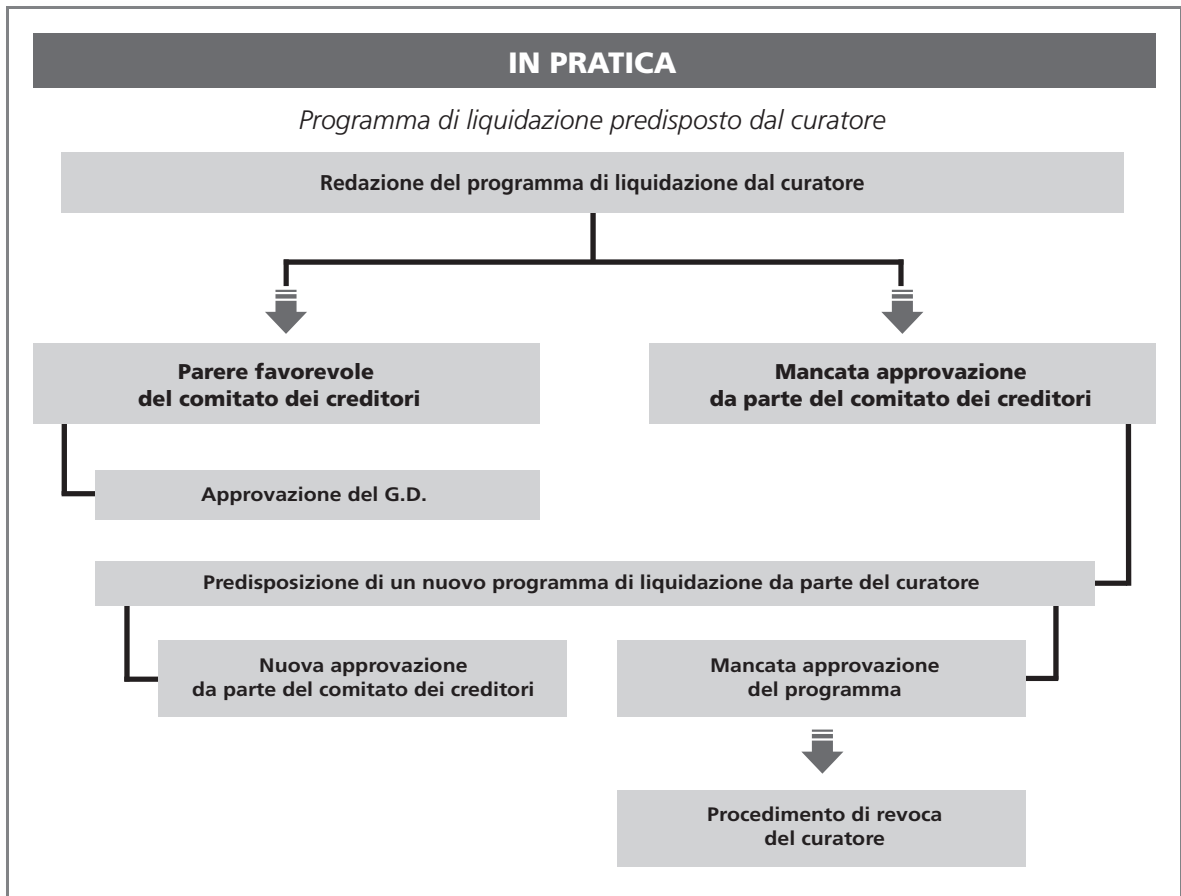 IN PRATICA
Programma di liquidazione predisposto dal curatore
Redazione del programma di liquidazione dal curatore
Parere favorevole
del comitato dei creditori
Mancata approvazione
da parte del comitato dei creditori
Approvazione del G.D.
Predisposizione di un nuovo programma di liquidazione da parte del curatore
Nuova approvazione
da parte del comitato dei creditori
Mancata approvazione
del programma
Procedimento di revoca
del curatore